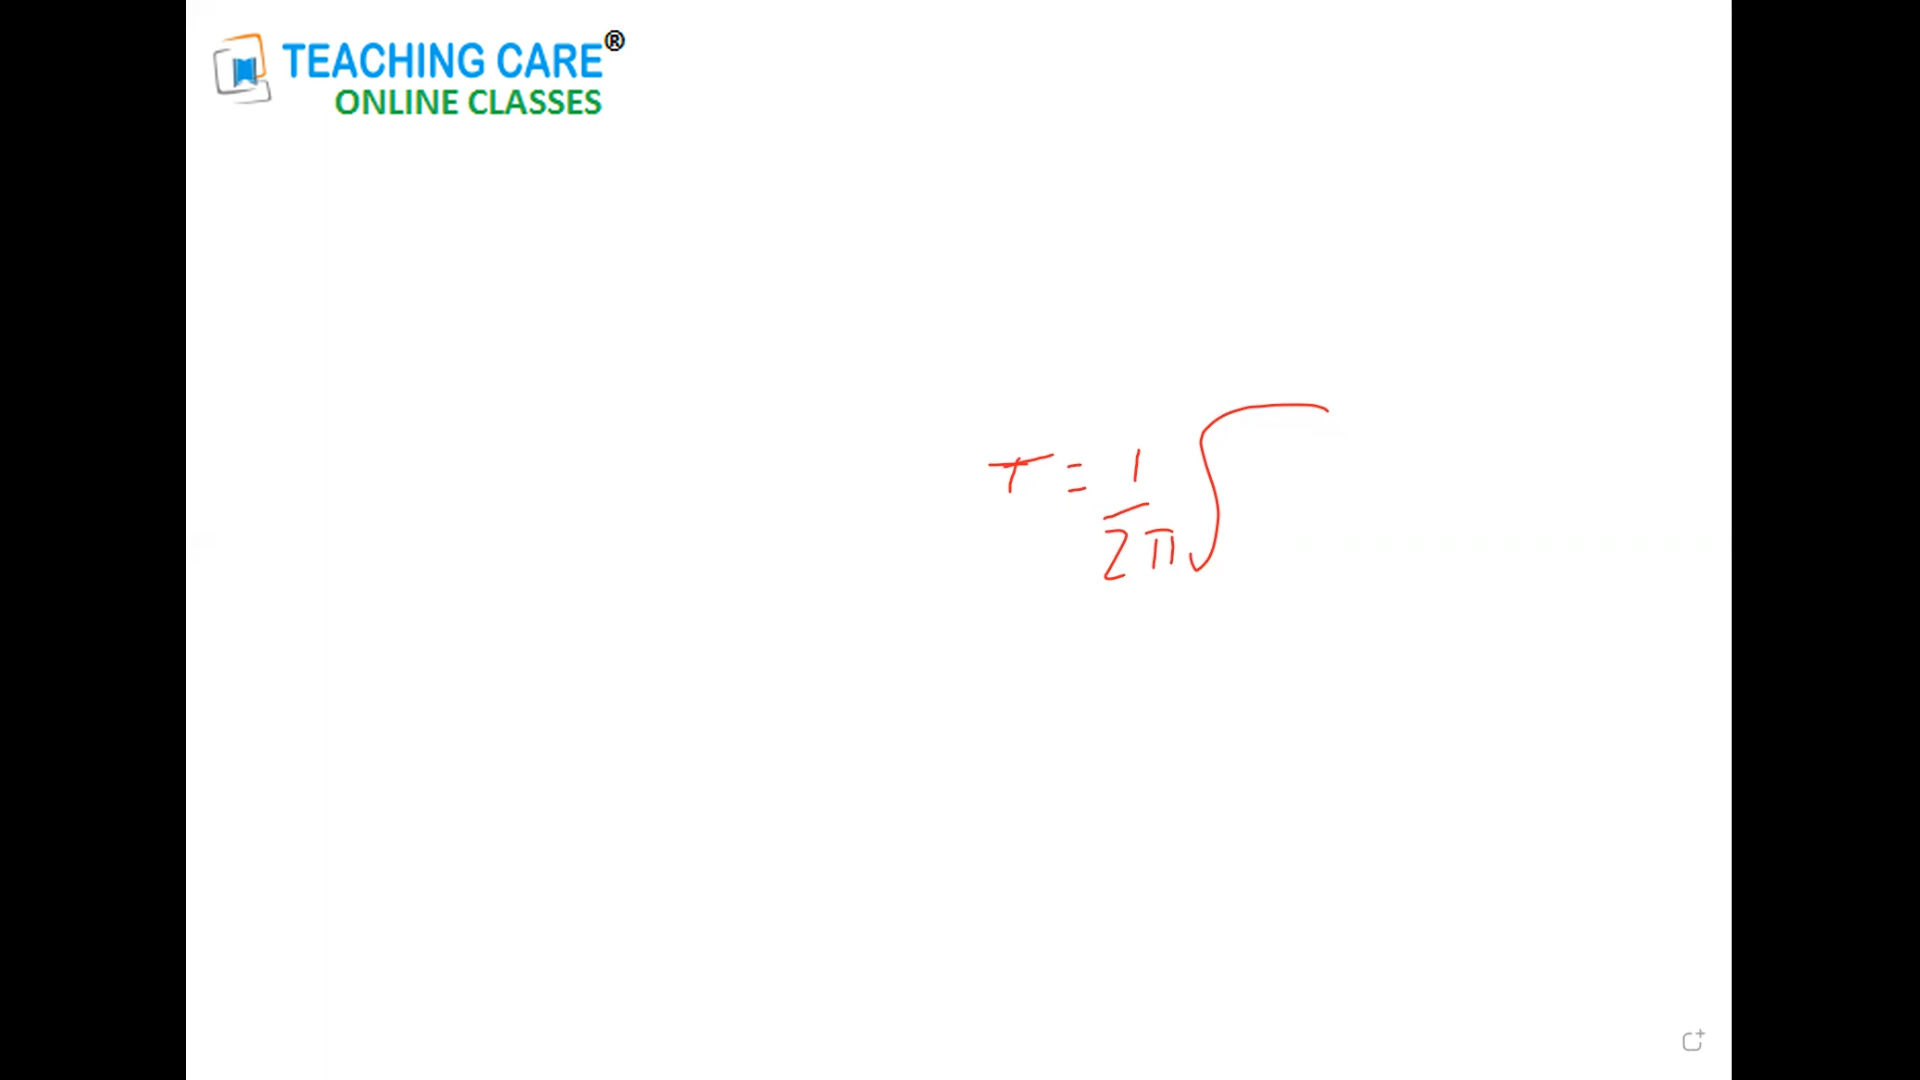 TEACHING CARE®
ONLINE CLASSES
T = 1/2π √